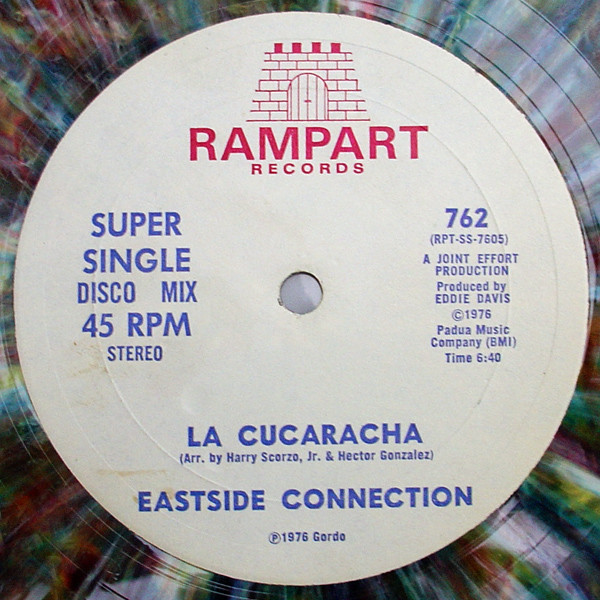 RAMPART
RECORDS
SUPER
SINGLE
DISCO MIX
45 RPM
STEREO
762
(RPT-SS-7605)
A JOINT EFFORT
PRODUCTION
Produced by
EDDIE DAVIS
©1976
Padua Music
Company (BMI)
Time 6:40
LA CUCARACHA
(Arr. by Harry Scorzo, Jr. & Hector Gonzalez)
EASTSIDE CONNECTION
℗1976 Gordo